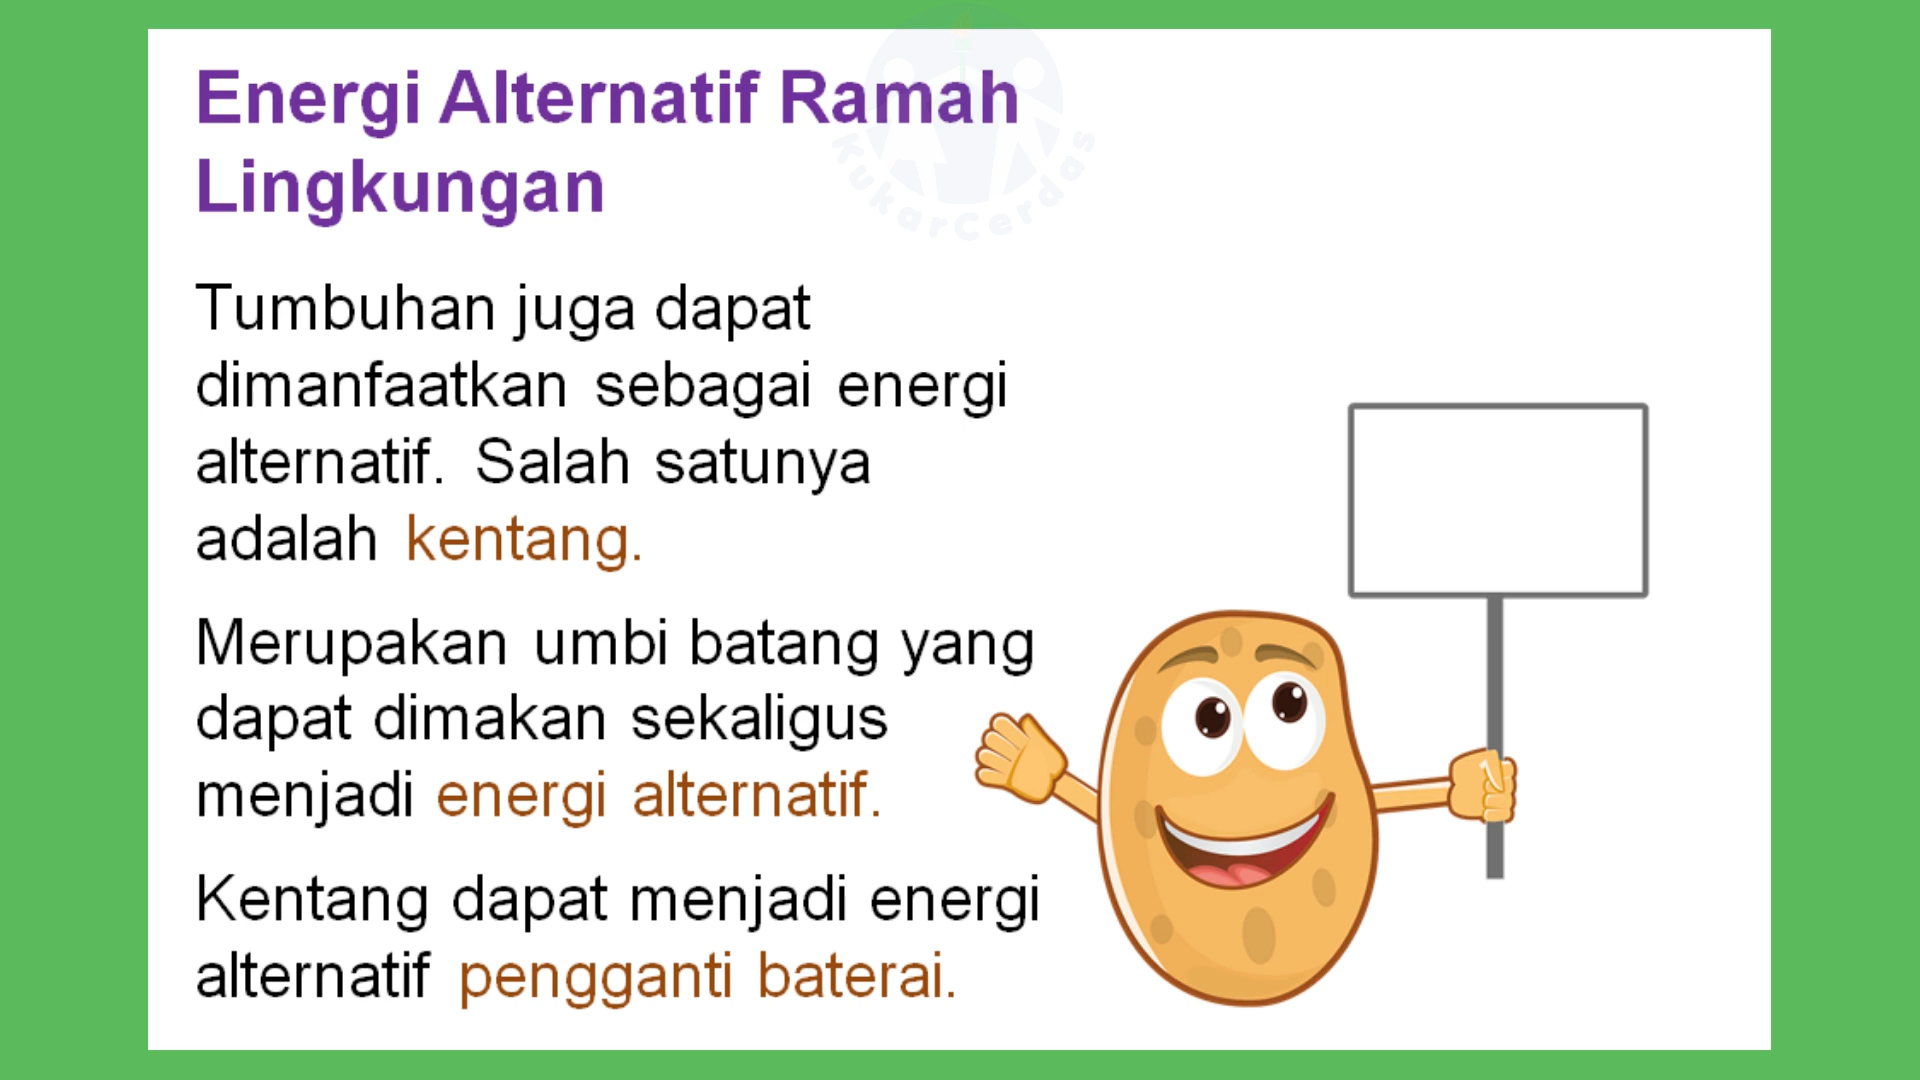 Energi Alternatif Ramah
Lingkungan
KukarCerdas
Tumbuhan juga dapat
dimanfaatkan sebagai energi
alternatif. Salah satunya
adalah kentang.
Merupakan umbi batang yang
dapat dimakan sekaligus
menjadi energi alternatif.
Kentang dapat menjadi energi
alternatif pengganti baterai.